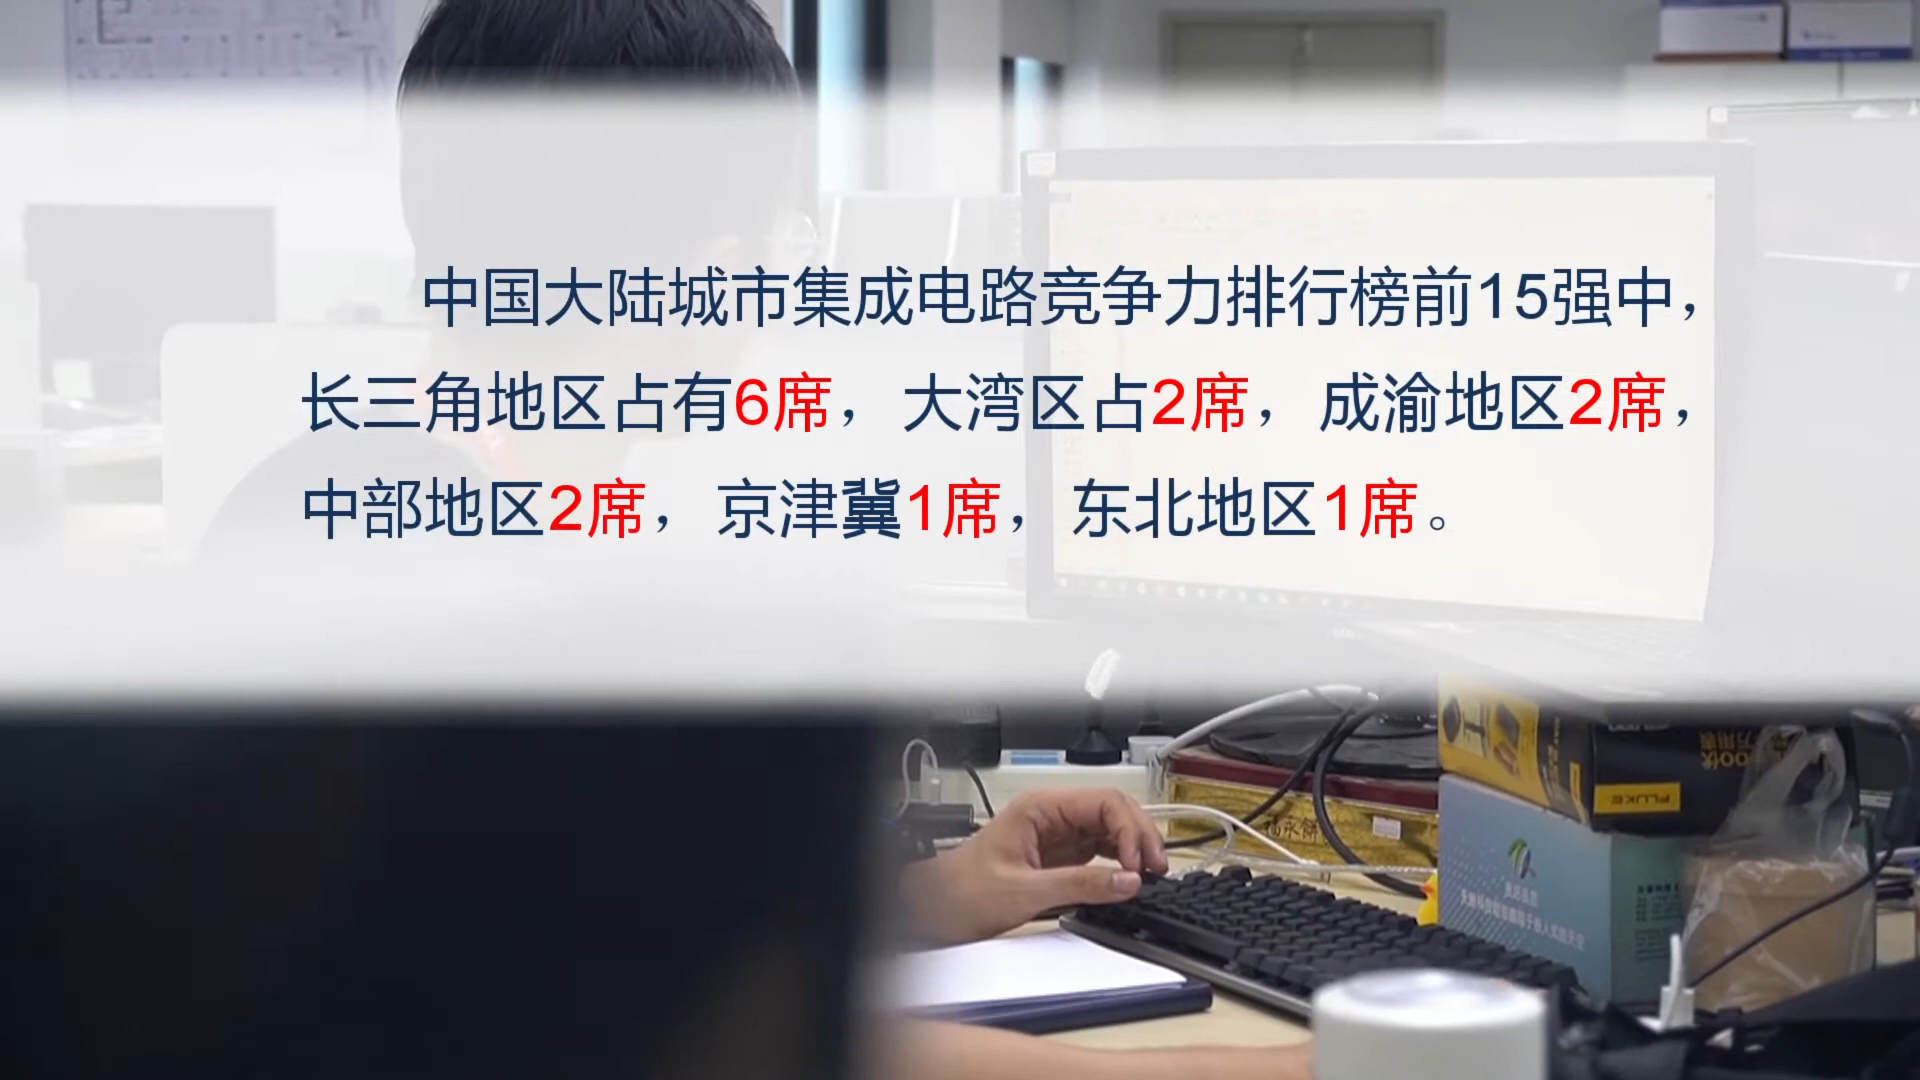 中国大陆城市集成电路竞争力排行榜前15强中，
长三角地区占有6席，大湾区占2席，成渝地区2席，
中部地区2席，京津冀1席，东北地区1席。
FLUKE